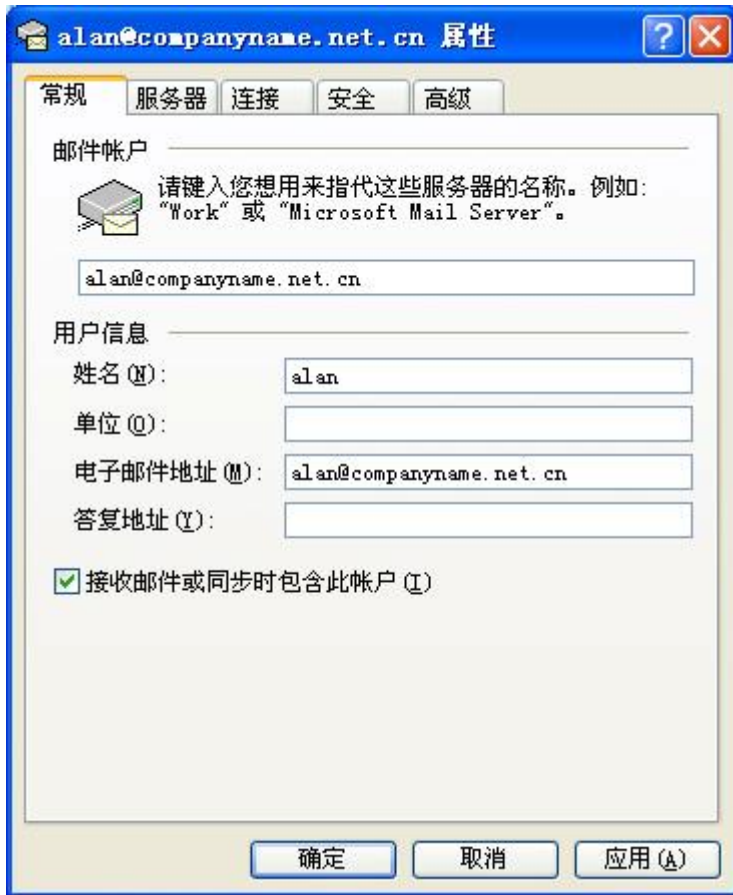 alan@companyname.net.cn 属性
常规 服务器 连接 安全 高级
邮件帐户
请键入您想用来指代这些服务器的名称。例如:
“Work” 或 “Microsoft Mail Server”。
alan@companyname.net.cn
用户信息
姓名(N): alan
单位(O):
电子邮件地址(M): alan@companyname.net.cn
答复地址(Y):
接收邮件或同步时包含此帐户(I)
确定 取消 应用(A)